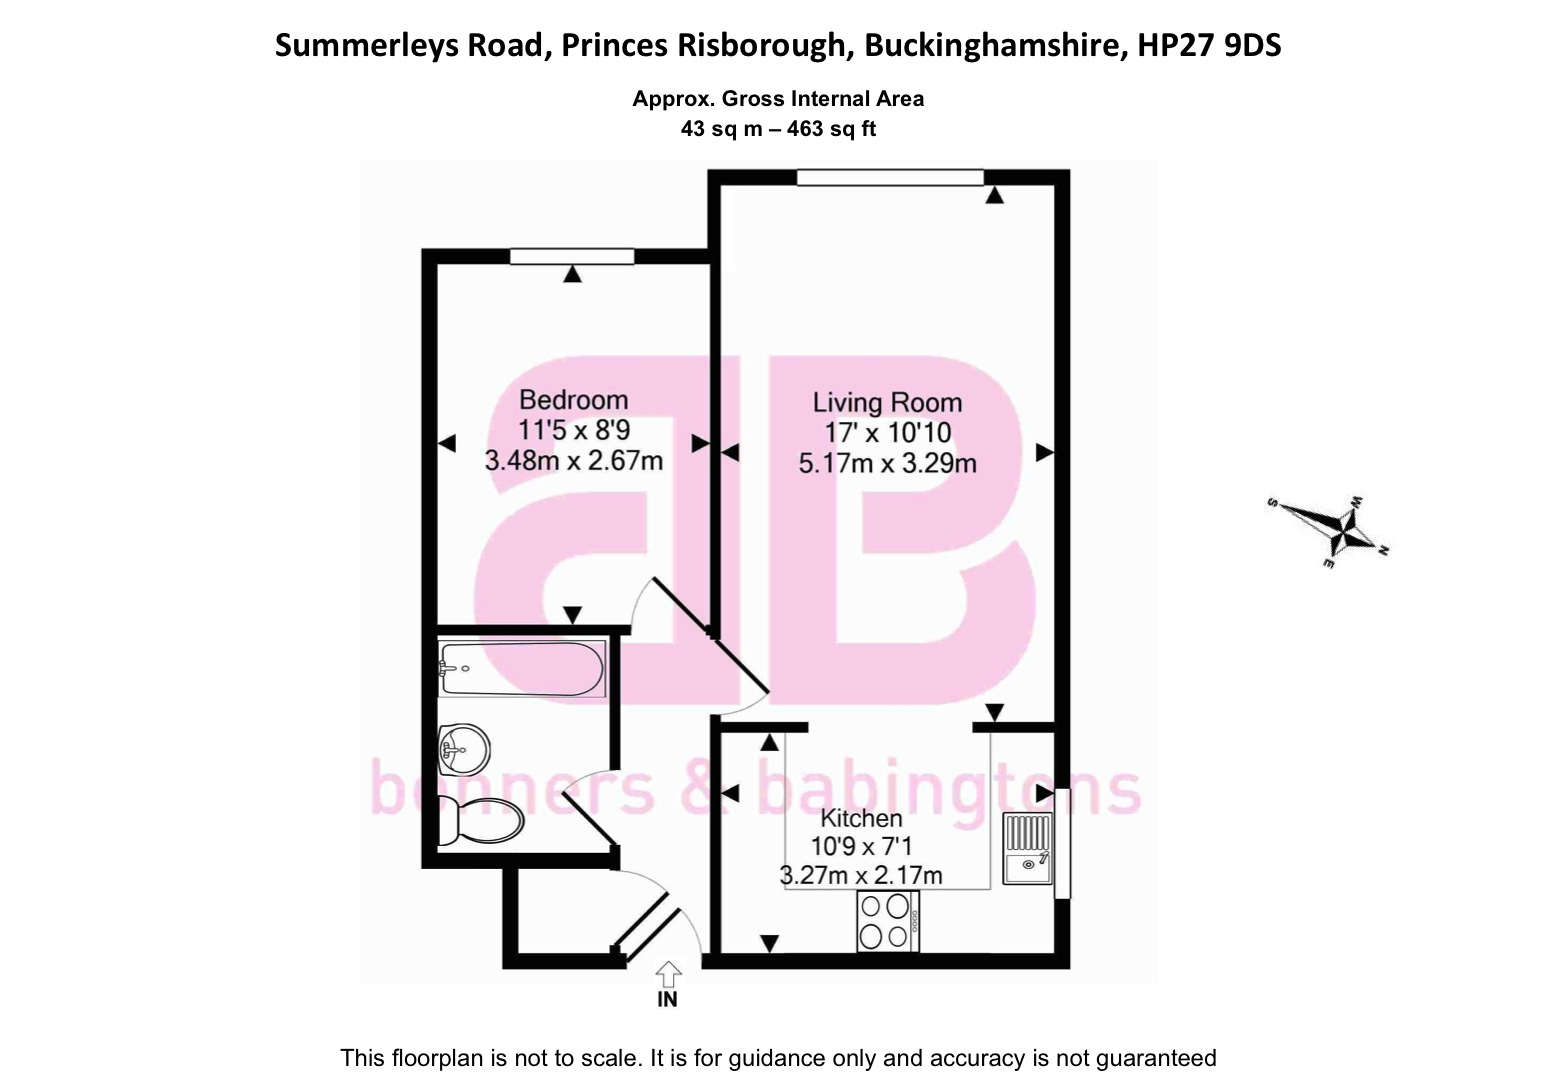 Summerleys Road, Princes Risborough, Buckinghamshire, HP27 9DS
Approx. Gross Internal Area
43 sq m – 463 sq ft
Bedroom
11'5 x 8'9
3.48m x 2.67m
Living Room
17' x 10'10
5.17m x 3.29m
S
W
N
E
bonners & babingtons
Kitchen
10'9 x 7'1
3.27m x 2.17m
IN
This floorplan is not to scale. It is for guidance only and accuracy is not guaranteed